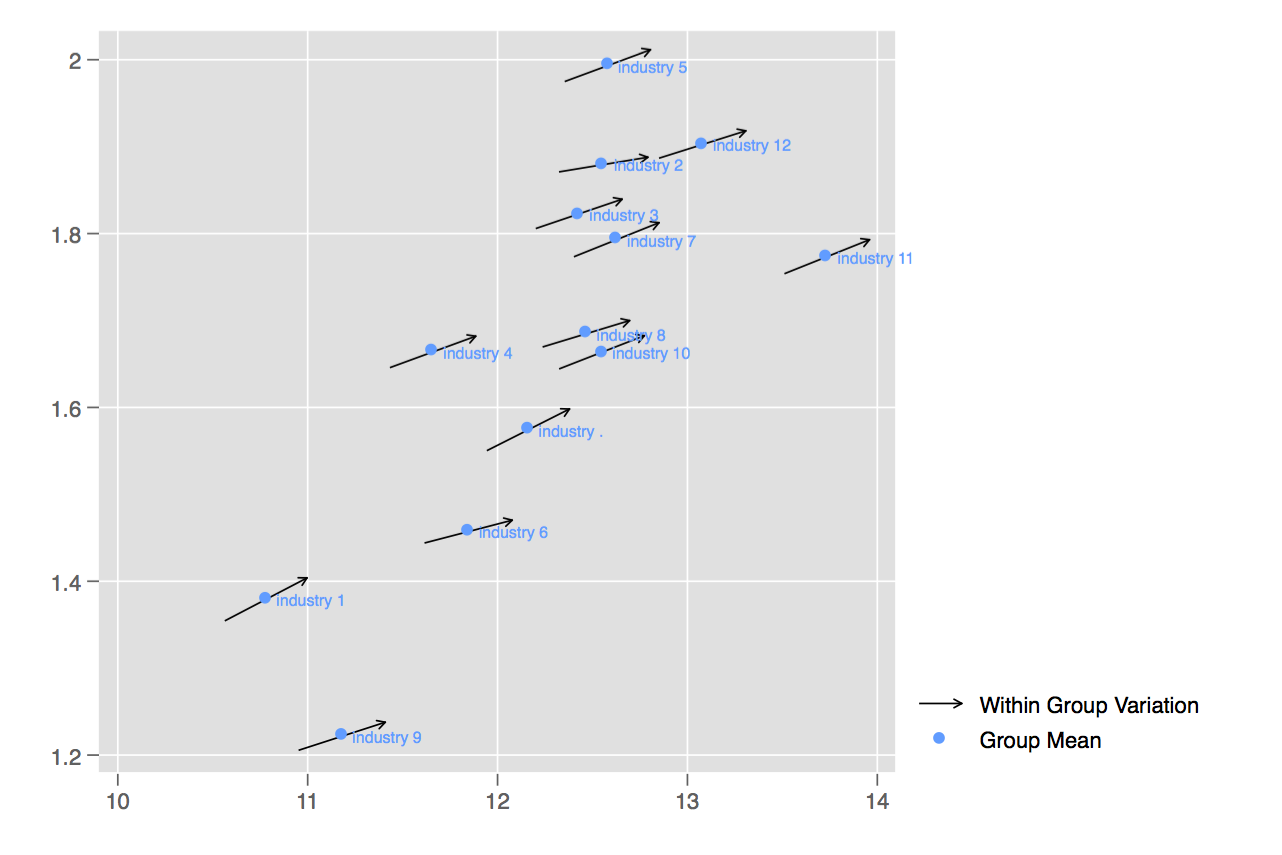 2
industry 5
industry 12
industry 2
industry 3
1.8
industry 7
industry 11
industry 8
industry 4
industry 10
1.6
industry .
industry 6
1.4
industry 1
Within Group Variation
industry 9
Group Mean
1.2
10 11 12 13 14